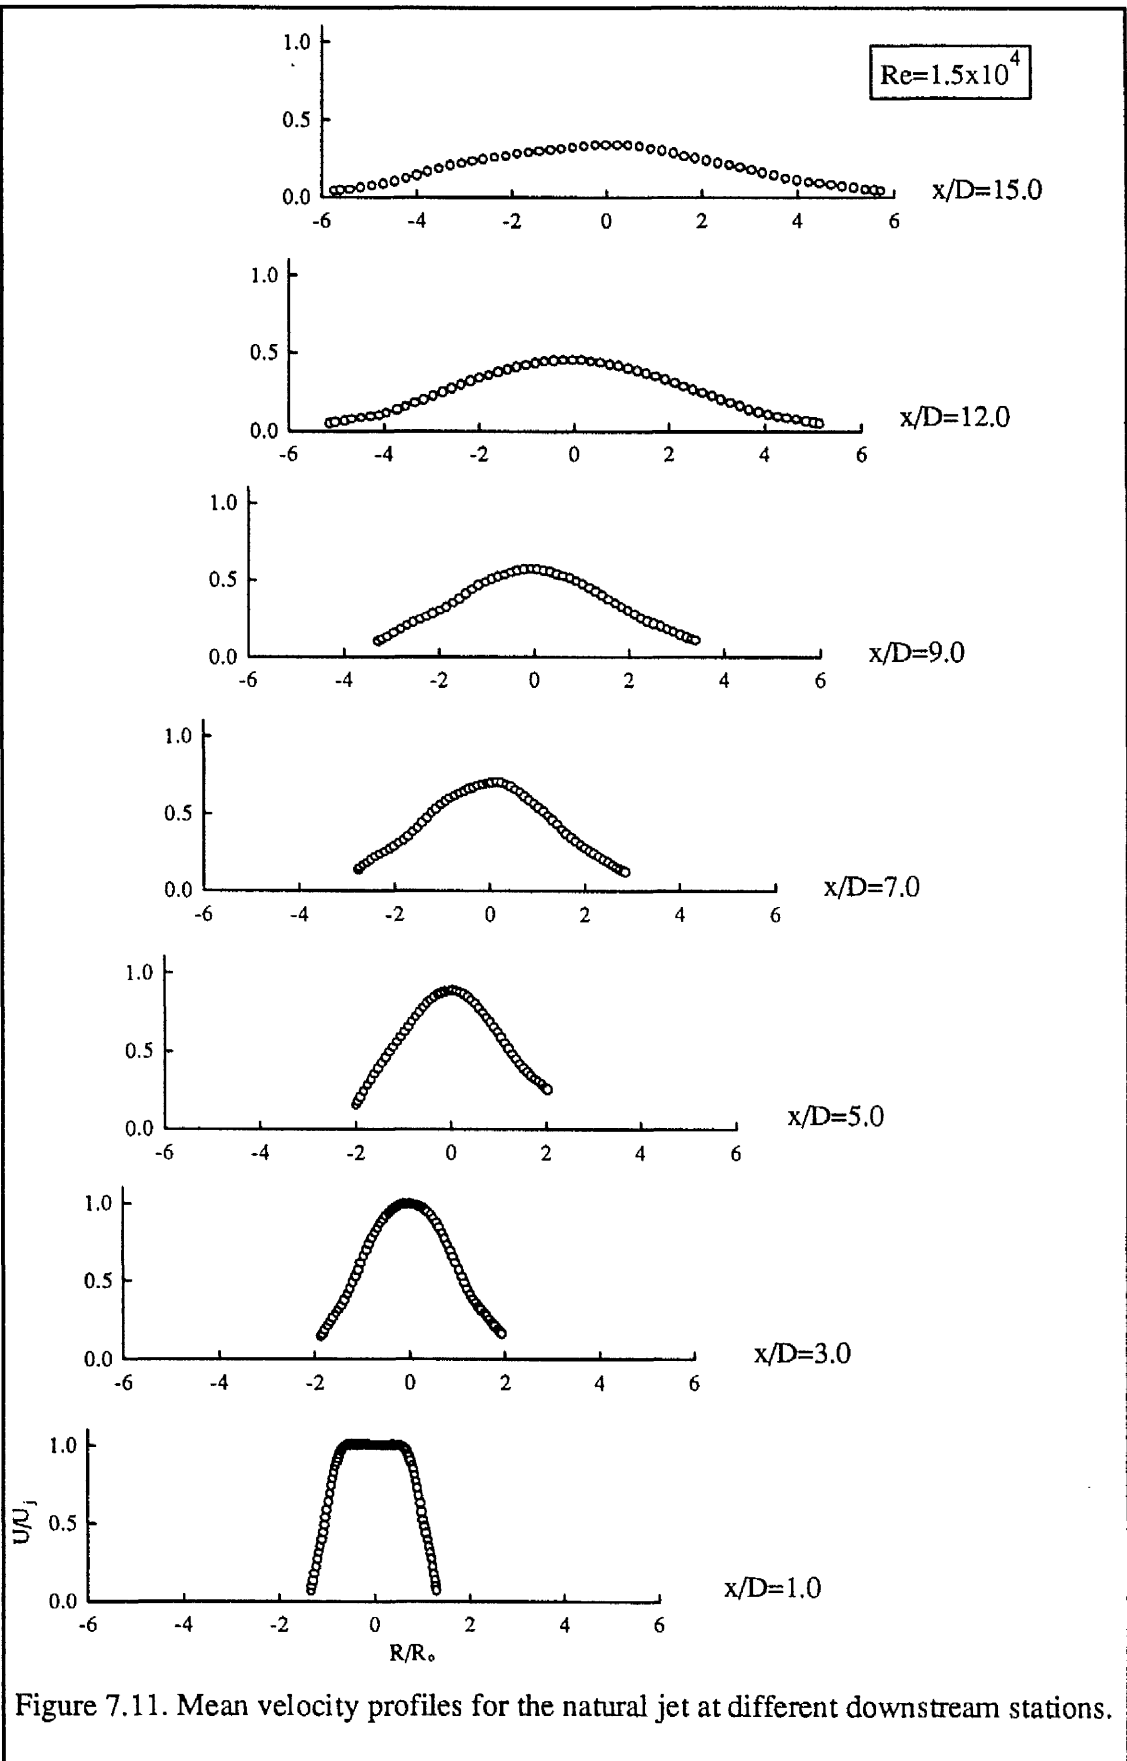 Re=1.5x10^4
1.0
0.5
0.0
-6 -4 -2 0 2 4 6
x/D=15.0
1.0
0.5
0.0
-6 -4 -2 0 2 4 6
x/D=12.0
1.0
0.5
0.0
-6 -4 -2 0 2 4 6
x/D=9.0
1.0
0.5
0.0
-6 -4 -2 0 2 4 6
x/D=7.0
1.0
0.5
0.0
-6 -4 -2 0 2 4 6
x/D=5.0
1.0
0.5
0.0
-6 -4 -2 0 2 4 6
x/D=3.0
U/Uj
1.0
0.5
0.0
-6 -4 -2 0 2 4 6
R/Ro
x/D=1.0
Figure 7.11. Mean velocity profiles for the natural jet at different downstream stations.